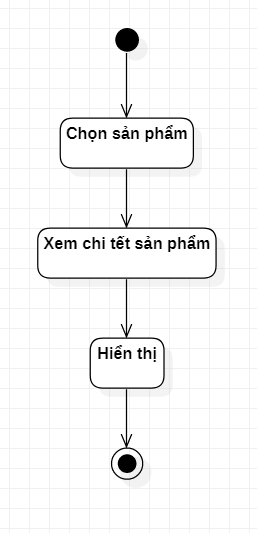 Chọn sản phẩm
Xem chi tết sản phẩm
Hiển thị